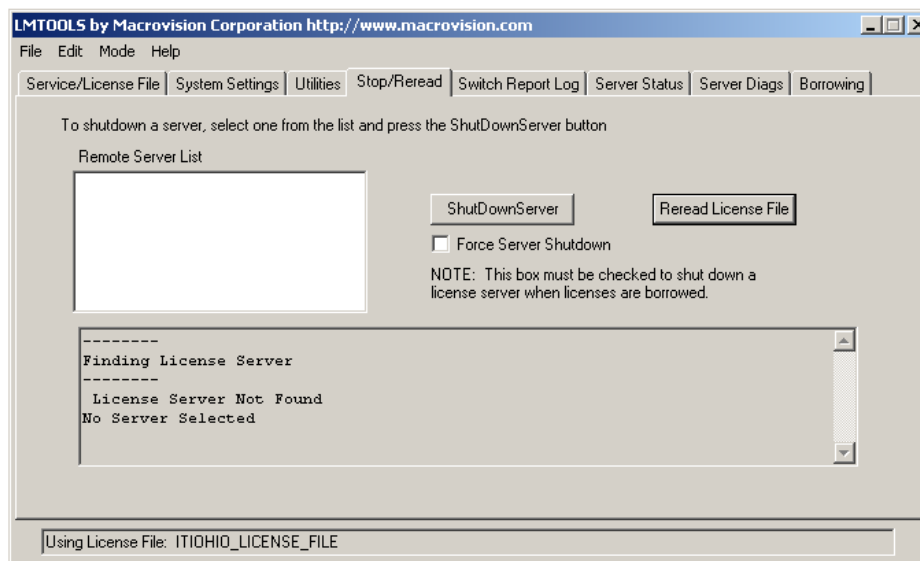 LMTOOLS by Macrovision Corporation http://www.macrovision.com
File Edit Mode Help
Service/License File System Settings Utilities Stop/Reread Switch Report Log Server Status Server Diags Borrowing
To shutdown a server, select one from the list and press the ShutDownServer button
Remote Server List
ShutDownServer
Reread License File
Force Server Shutdown
NOTE: This box must be checked to shut down a
license server when licenses are borrowed.
--------
Finding License Server
--------
License Server Not Found
No Server Selected
Using License File: ITIOHIO_LICENSE_FILE